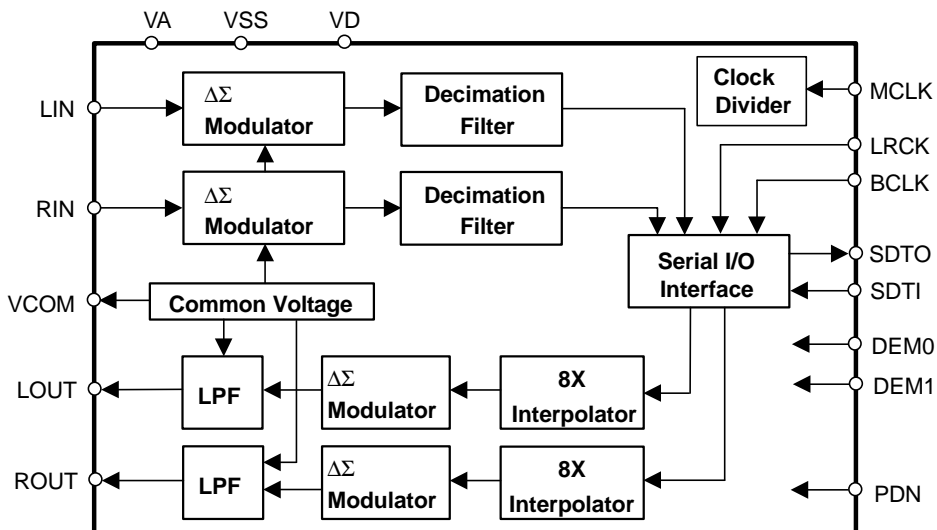 VA
VSS
VD
LIN
ΔΣ
Modulator
Decimation
Filter
Clock
Divider
MCLK
LRCK
BCLK
RIN
ΔΣ
Modulator
Decimation
Filter
Serial I/O
Interface
SDTO
SDTI
VCOM
Common Voltage
DEM0
DEM1
LOUT
LPF
ΔΣ
Modulator
8X
Interpolator
ROUT
LPF
ΔΣ
Modulator
8X
Interpolator
PDN